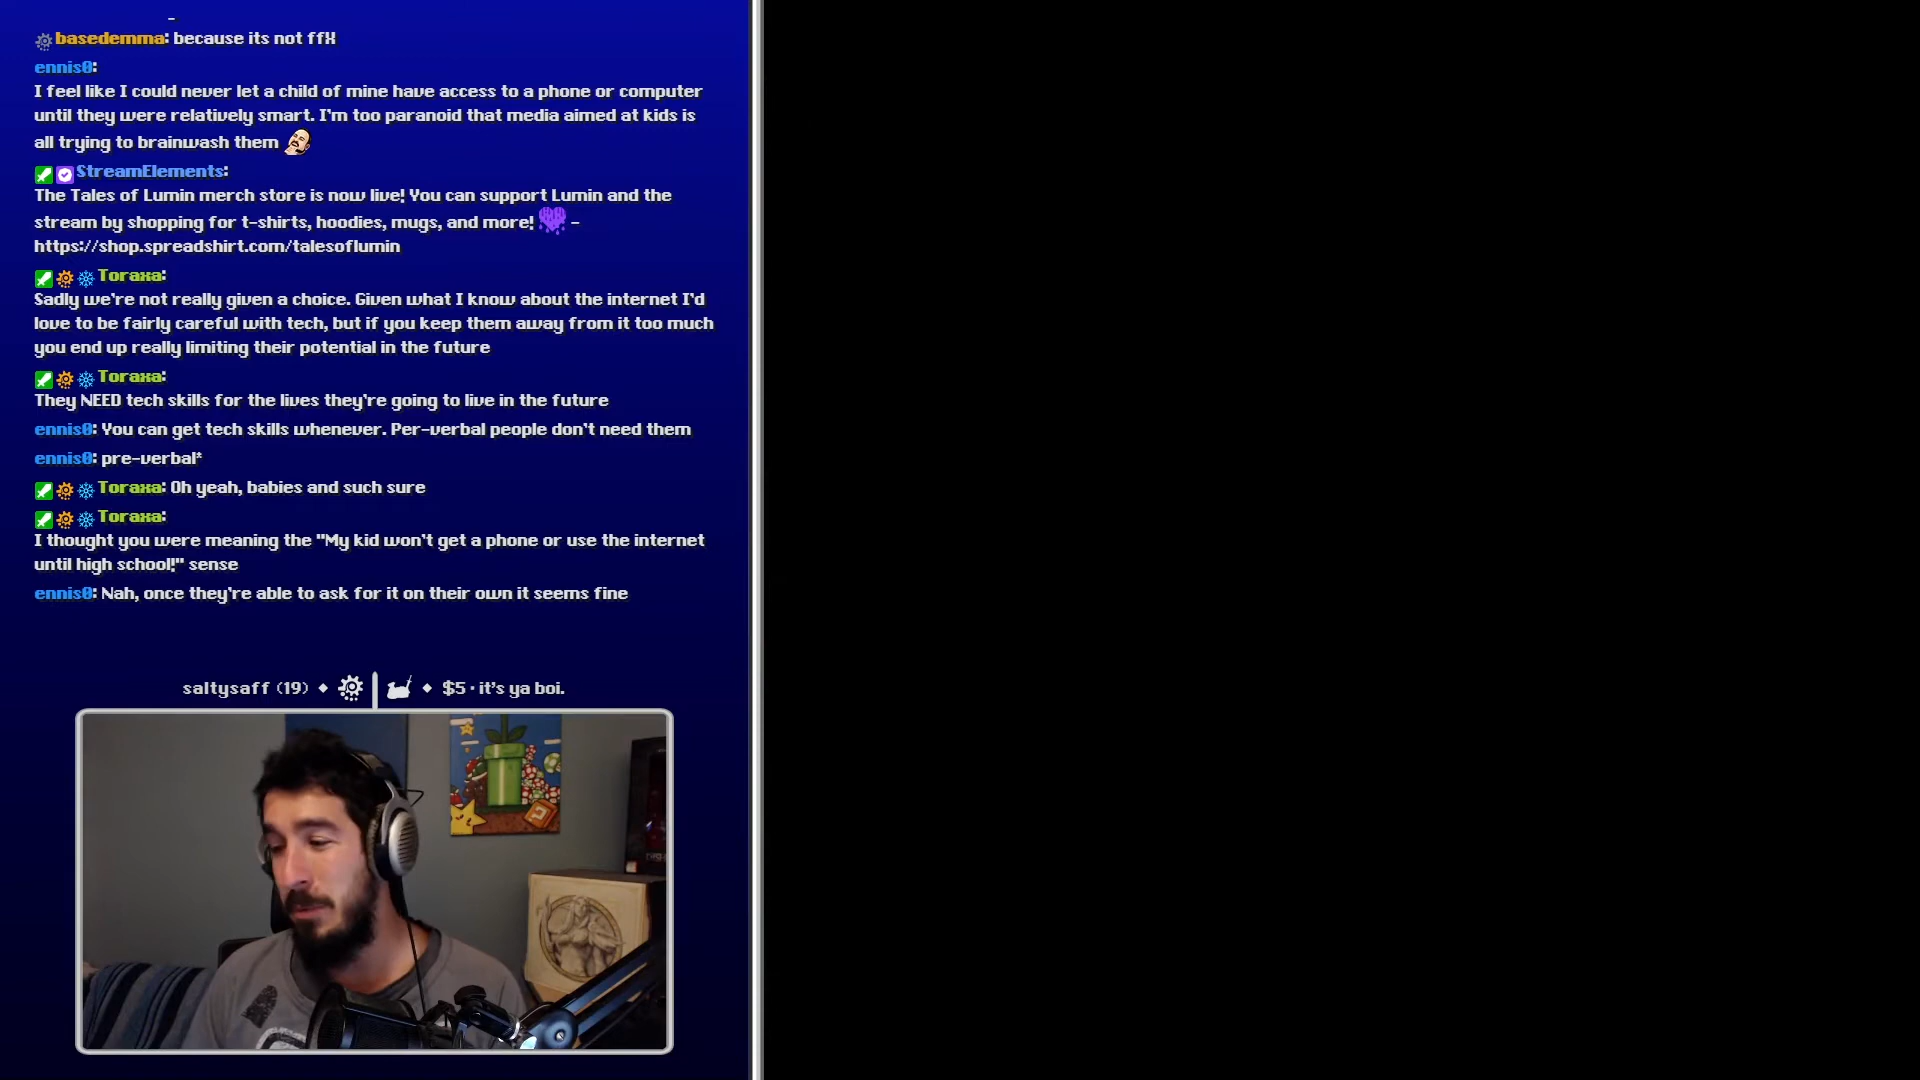 basedemma: because its not ffX
ennis0:
I feel like I could never let a child of mine have access to a phone or computer
until they were relatively smart. I'm too paranoid that media aimed at kids is
all trying to brainwash them
StreamElements:
The Tales of Lumin merch store is now live! You can support Lumin and the
stream by shopping for t-shirts, hoodies, mugs, and more! -
https://shop.spreadshirt.com/talesoflumin
Toraxa:
Sadly we're not really given a choice. Given what I know about the internet I'd
love to be fairly careful with tech, but if you keep them away from it too much
you end up really limiting their potential in the future
Toraxa:
They NEED tech skills for the lives they're going to live in the future
ennis0: You can get tech skills whenever. Per-verbal people don't need them
ennis0: pre-verbal*
Toraxa: Oh yeah, babies and such sure
Toraxa:
I thought you were meaning the "My kid won't get a phone or use the internet
until high school!" sense
ennis0: Nah, once they're able to ask for it on their own it seems fine
saltysaff (19) ◆ ◆ $5 · it's ya boi.